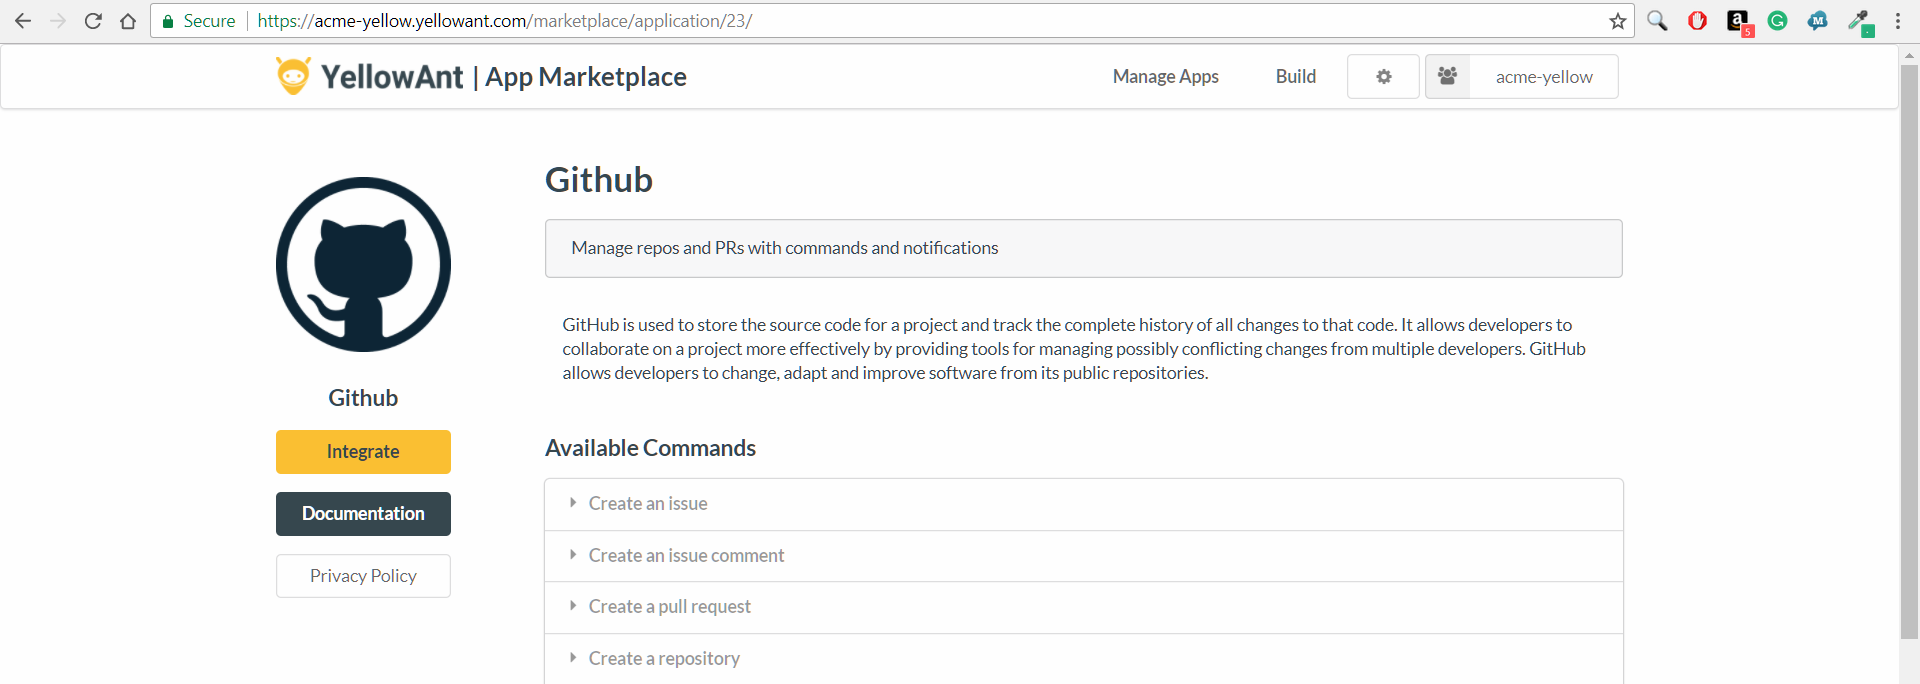 Secure https://acme-yellow.yellowant.com/marketplace/application/23/
a 5 G M
YellowAnt | App Marketplace
Manage Apps
Build
acme-yellow
Github
Manage repos and PRs with commands and notifications
GitHub is used to store the source code for a project and track the complete history of all changes to that code. It allows developers to
collaborate on a project more effectively by providing tools for managing possibly conflicting changes from multiple developers. GitHub
allows developers to change, adapt and improve software from its public repositories.
Github
Integrate
Documentation
Privacy Policy
Available Commands
Create an issue
Create an issue comment
Create a pull request
Create a repository